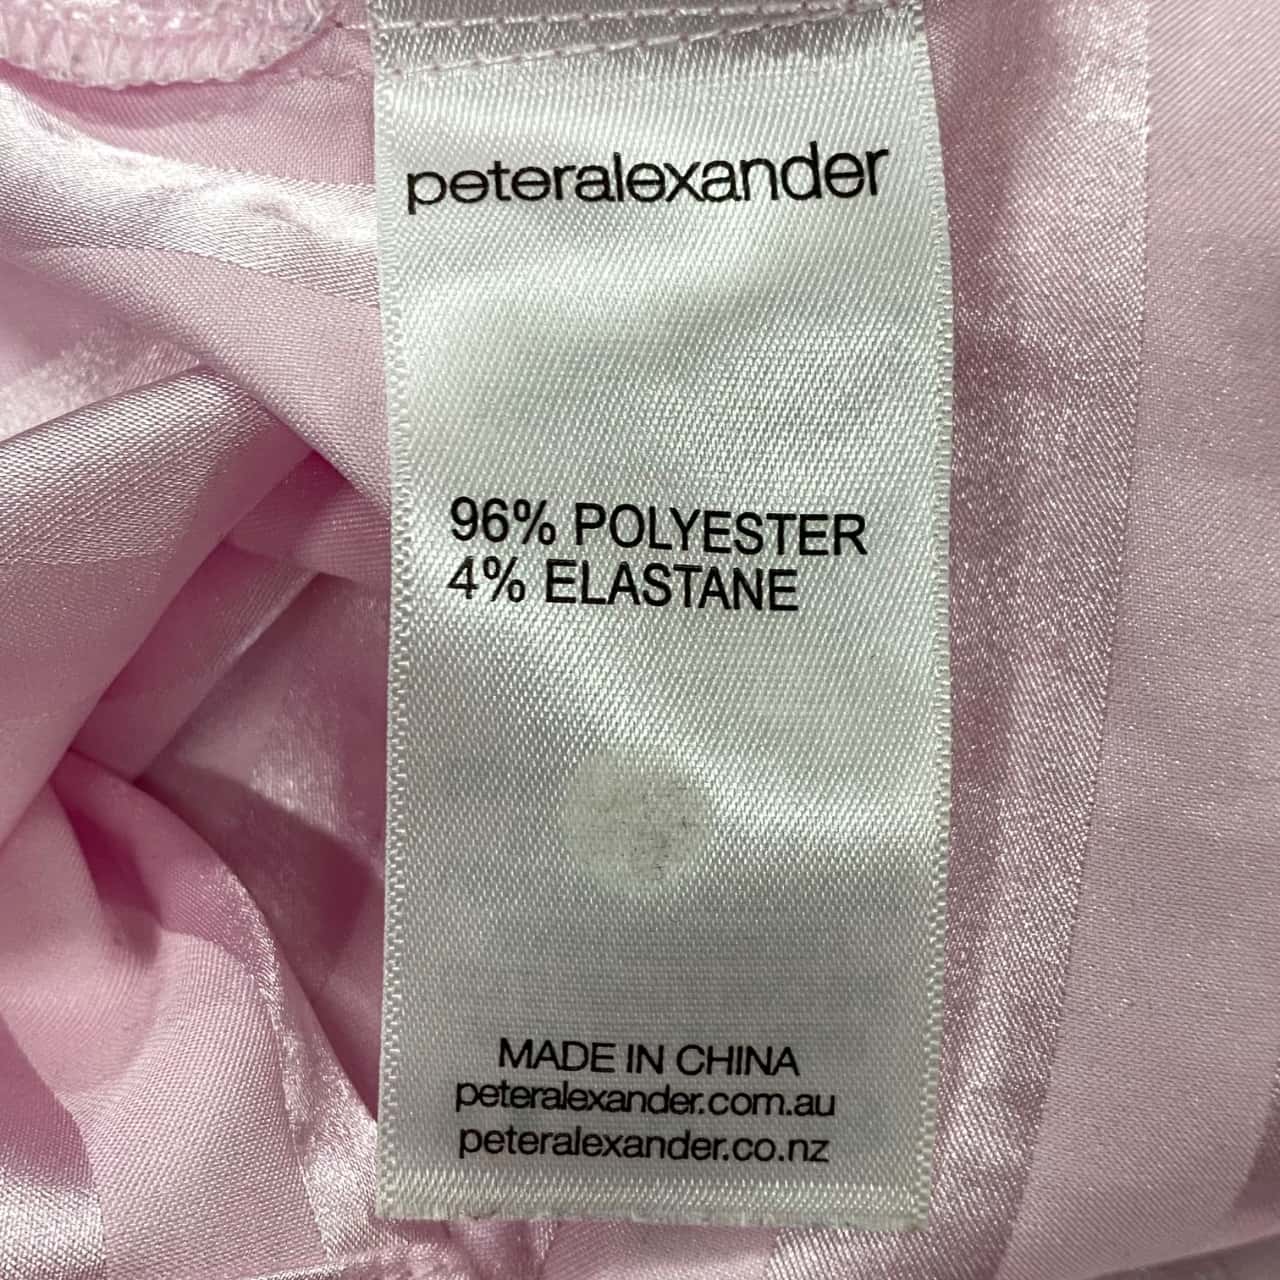 peteralexander
96% POLYESTER
4% ELASTANE
MADE IN CHINA
peteralexander.com.au
peteralexander.co.nz